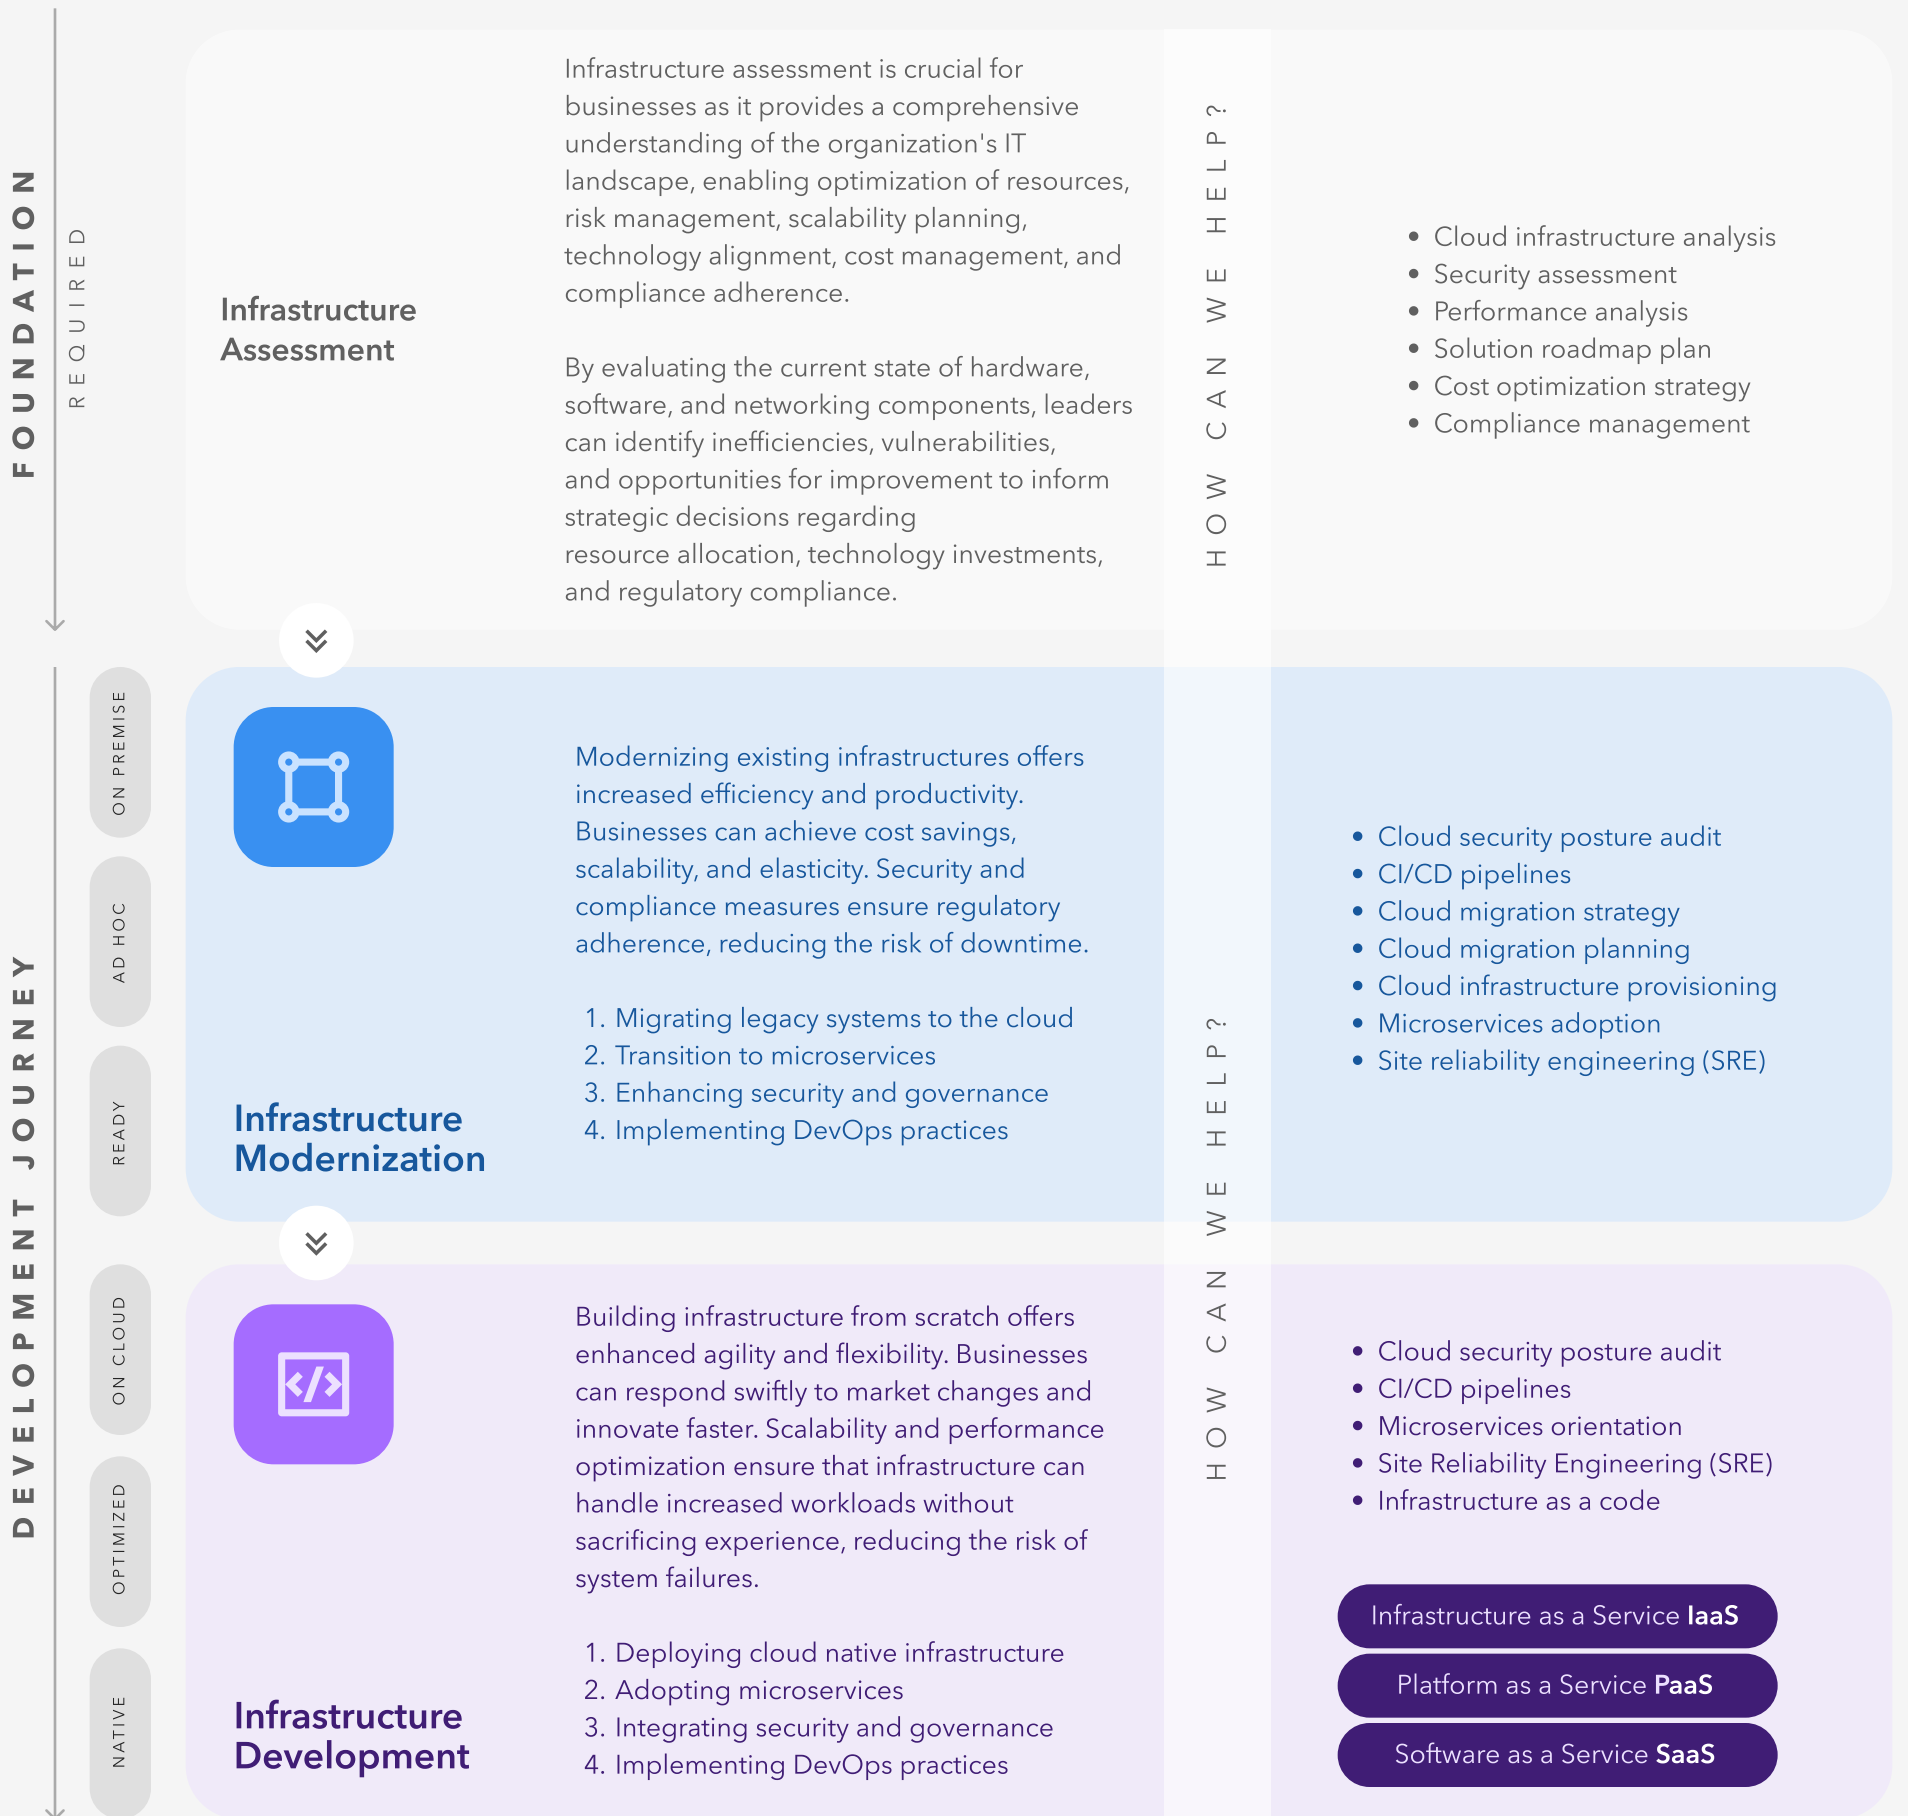 FOUNDATION
REQUIRED
Infrastructure
Assessment
Infrastructure assessment is crucial for
businesses as it provides a comprehensive
understanding of the organization's IT
landscape, enabling optimization of resources,
risk management, scalability planning,
technology alignment, cost management, and
compliance adherence.
By evaluating the current state of hardware,
software, and networking components, leaders
can identify inefficiencies, vulnerabilities,
and opportunities for improvement to inform
strategic decisions regarding
resource allocation, technology investments,
and regulatory compliance.
HOW CAN WE HELP?
• Cloud infrastructure analysis
• Security assessment
• Performance analysis
• Solution roadmap plan
• Cost optimization strategy
• Compliance management
DEVELOPMENT JOURNEY
ON PREMISE
AD HOC
READY
Infrastructure
Modernization
Modernizing existing infrastructures offers
increased efficiency and productivity.
Businesses can achieve cost savings,
scalability, and elasticity. Security and
compliance measures ensure regulatory
adherence, reducing the risk of downtime.
1. Migrating legacy systems to the cloud
2. Transition to microservices
3. Enhancing security and governance
4. Implementing DevOps practices
HOW CAN WE HELP?
• Cloud security posture audit
• CI/CD pipelines
• Cloud migration strategy
• Cloud migration planning
• Cloud infrastructure provisioning
• Microservices adoption
• Site reliability engineering (SRE)
ON CLOUD
OPTIMIZED
NATIVE
Infrastructure
Development
Building infrastructure from scratch offers
enhanced agility and flexibility. Businesses
can respond swiftly to market changes and
innovate faster. Scalability and performance
optimization ensure that infrastructure can
handle increased workloads without
sacrificing experience, reducing the risk of
system failures.
1. Deploying cloud native infrastructure
2. Adopting microservices
3. Integrating security and governance
4. Implementing DevOps practices
• Cloud security posture audit
• CI/CD pipelines
• Microservices orientation
• Site Reliability Engineering (SRE)
• Infrastructure as a code
Infrastructure as a Service IaaS
Platform as a Service PaaS
Software as a Service SaaS